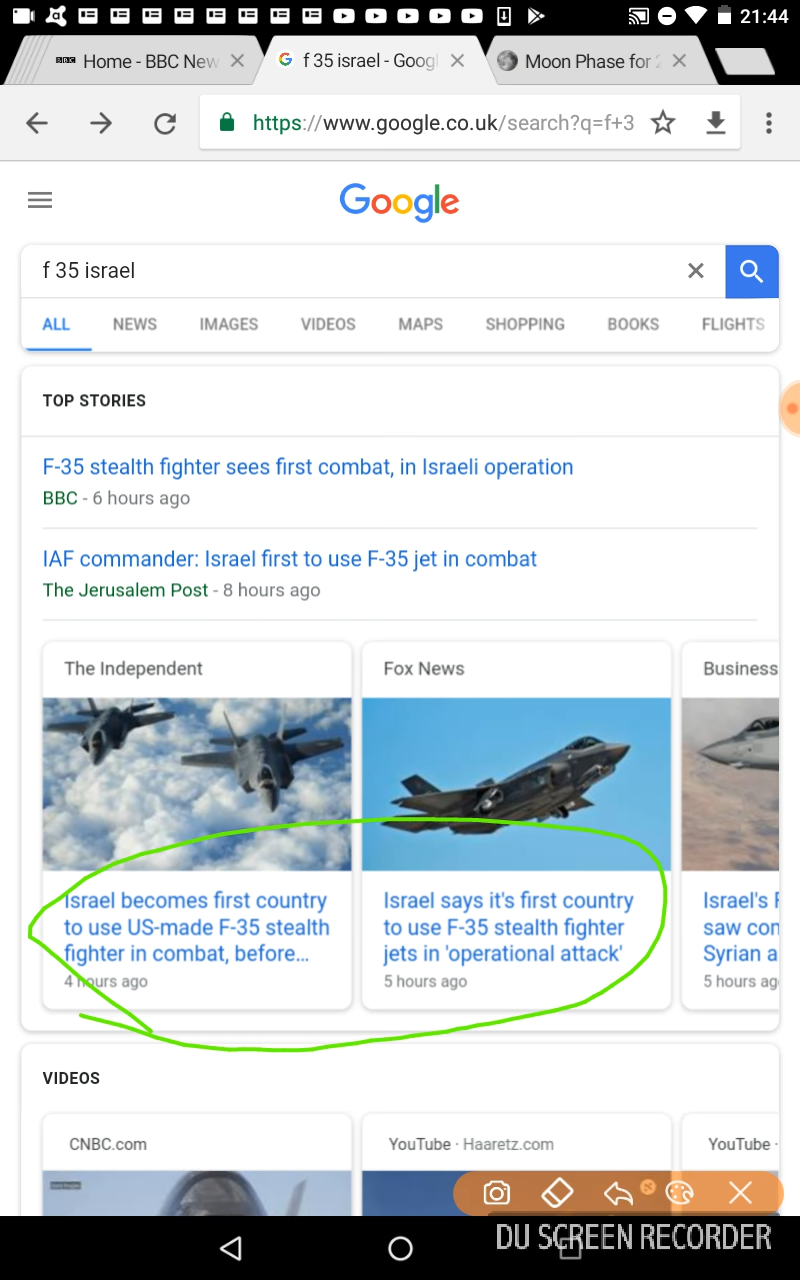 21:44
BBC Home - BBC New
f 35 israel - Googl
Moon Phase for 2
https://www.google.co.uk/search?q=f+3
Google
f 35 israel
ALL NEWS IMAGES VIDEOS MAPS SHOPPING BOOKS FLIGHTS
TOP STORIES
F-35 stealth fighter sees first combat, in Israeli operation
BBC - 6 hours ago
IAF commander: Israel first to use F-35 jet in combat
The Jerusalem Post - 8 hours ago
The Independent
Israel becomes first country
to use US-made F-35 stealth
fighter in combat, before...
4 hours ago
Fox News
Israel says it's first country
to use F-35 stealth fighter
jets in 'operational attack'
5 hours ago
Business
Israel's F
saw com
Syrian a
5 hours ag
VIDEOS
CNBC.com
YouTube · Haaretz.com
YouTube ·
DU SCREEN RECORDER